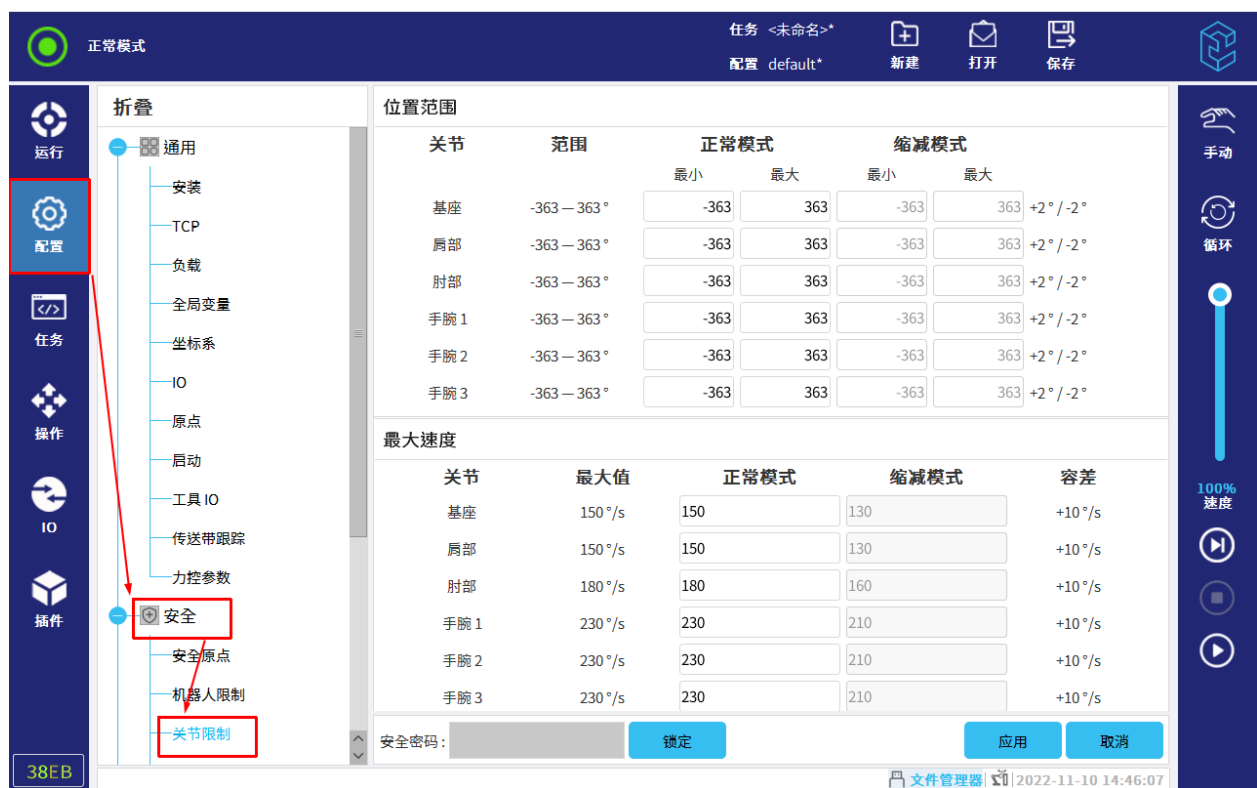 正常模式
任务 <未命名>*
配置 default*
新建
打开
保存
运行
配置
任务
操作
IO
插件
38EB
折叠
通用
安装
TCP
负载
全局变量
坐标系
IO
原点
启动
工具 IO
传送带跟踪
力控参数
安全
安全原点
机器人限制
关节限制
位置范围
关节 范围 正常模式 缩减模式
最小 最大 最小 最大
基座 -363 — 363 ° -363 363 -363 363 +2 ° / -2 °
肩部 -363 — 363 ° -363 363 -363 363 +2 ° / -2 °
肘部 -363 — 363 ° -363 363 -363 363 +2 ° / -2 °
手腕 1 -363 — 363 ° -363 363 -363 363 +2 ° / -2 °
手腕 2 -363 — 363 ° -363 363 -363 363 +2 ° / -2 °
手腕 3 -363 — 363 ° -363 363 -363 363 +2 ° / -2 °
最大速度
关节 最大值 正常模式 缩减模式 容差
基座 150 °/s 150 130 +10 °/s
肩部 150 °/s 150 130 +10 °/s
肘部 180 °/s 180 160 +10 °/s
手腕 1 230 °/s 230 210 +10 °/s
手腕 2 230 °/s 230 210 +10 °/s
手腕 3 230 °/s 230 210 +10 °/s
安全密码 : 锁定 应用 取消
文件管理器 2022-11-10 14:46:07
手动
循环
100%
速度